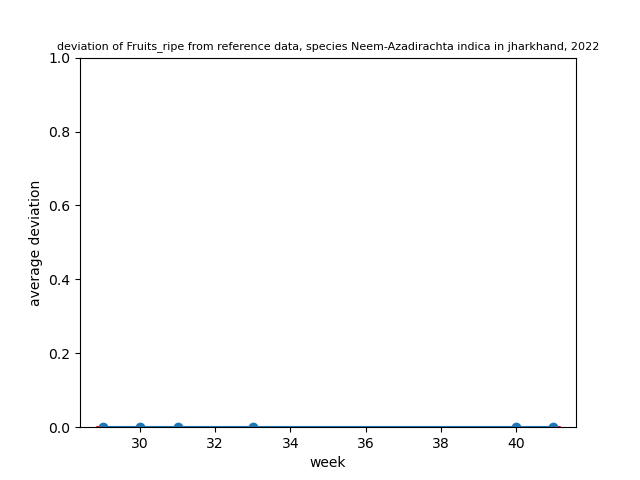 deviation of Fruits_ripe from reference data, species Neem-Azadirachta indica in jharkhand, 2022
1.0
0.8
0.6
0.4
0.2
0.0
average deviation
30 32 34 36 38 40
week